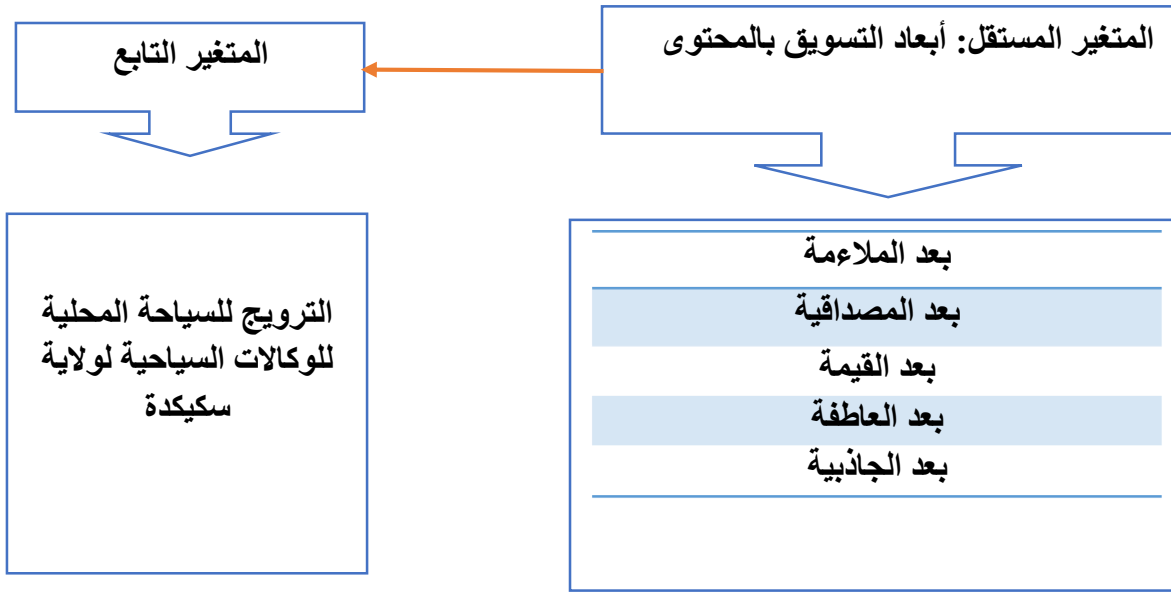 المتغير المستقل: أبعاد التسويق بالمحتوى
المتغير التابع
بعد الملاءمة
بعد المصداقية
بعد القيمة
بعد العاطفة
بعد الجاذبية
الترويج للسياحة المحلية
للوكالات السياحية لولاية
سكيكدة